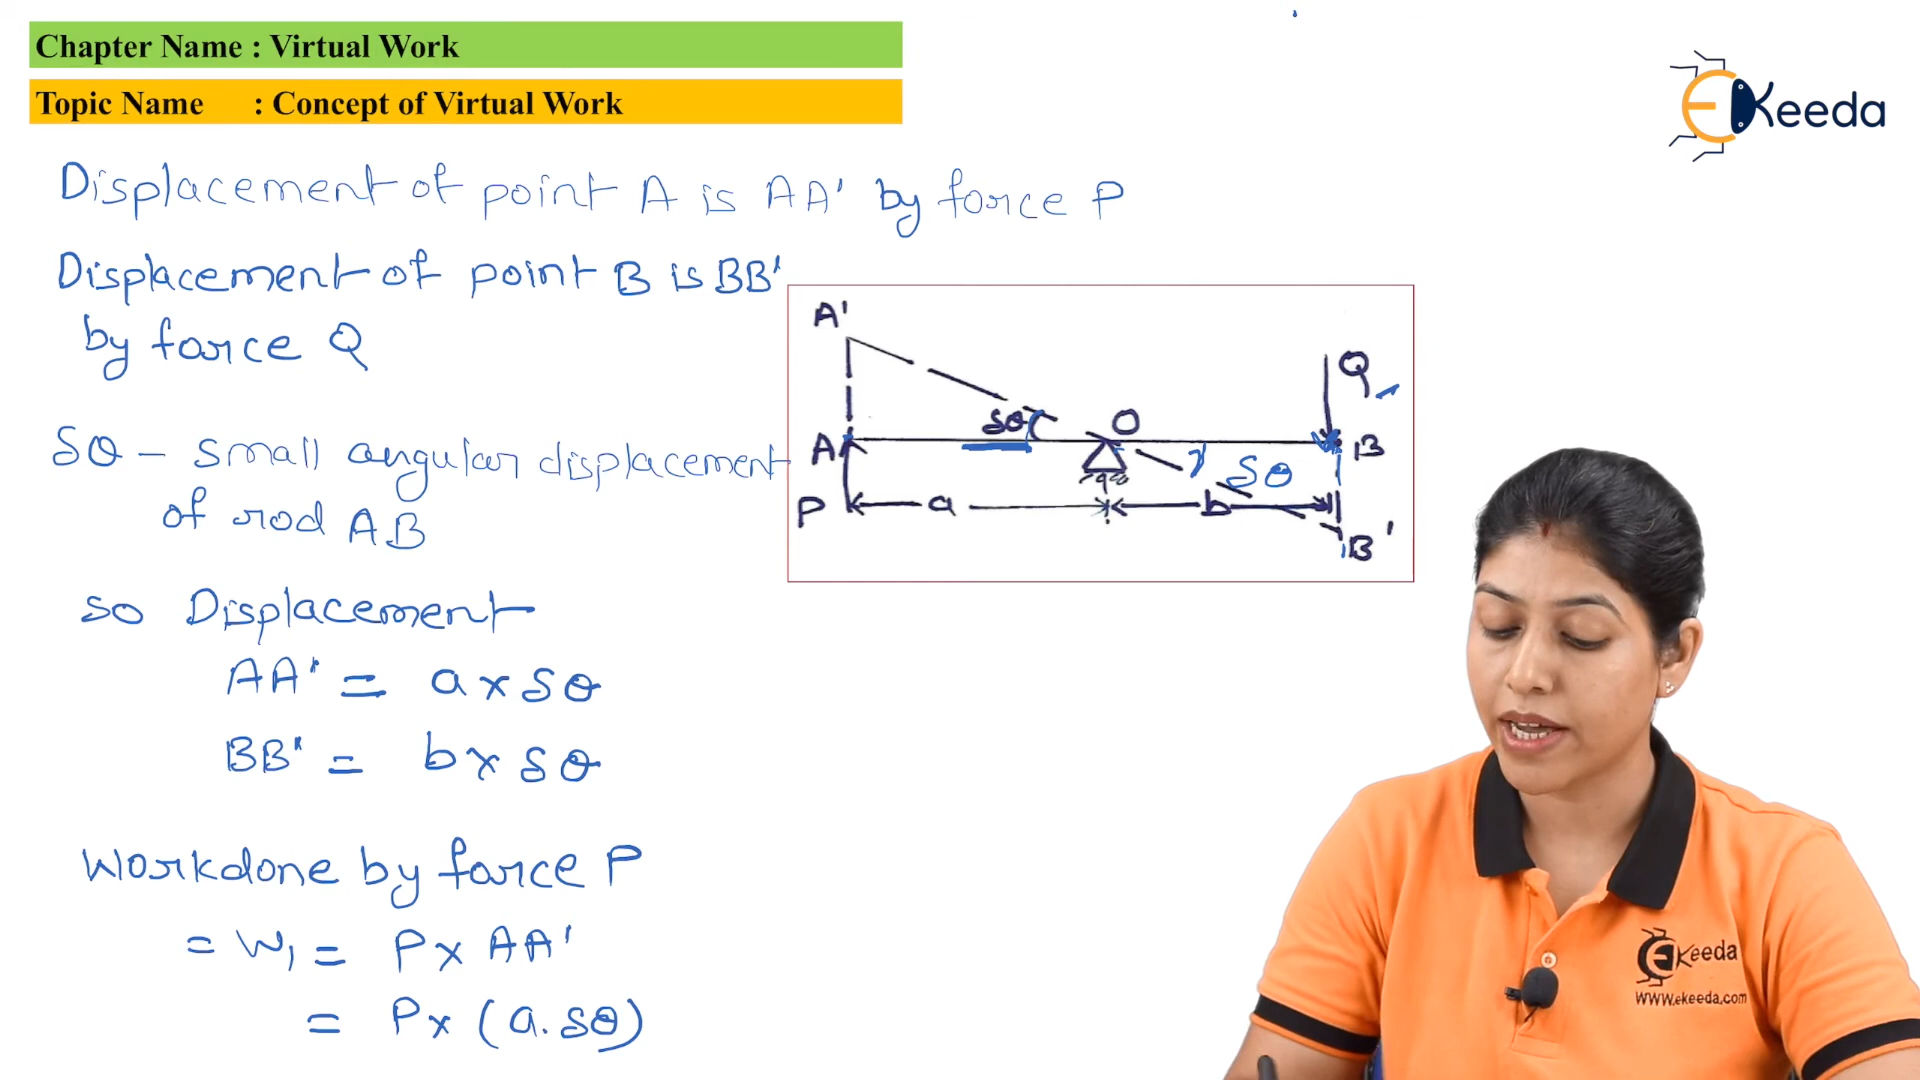 Chapter Name : Virtual Work
Topic Name : Concept of Virtual Work
EKeeda
Displacement of point A is AA' by force P
Displacement of point B is BB'
by force Q
δθ - small angular displacement
of rod AB
so Displacement
AA' = a x δθ
BB' = b x δθ
Workdone by force P
= W₁ = P x AA'
= P x (a.δθ)
A'
Q
δθ
O
A
B
δθ
P
a
b
B'
EKeeda
www.ekeeda.com